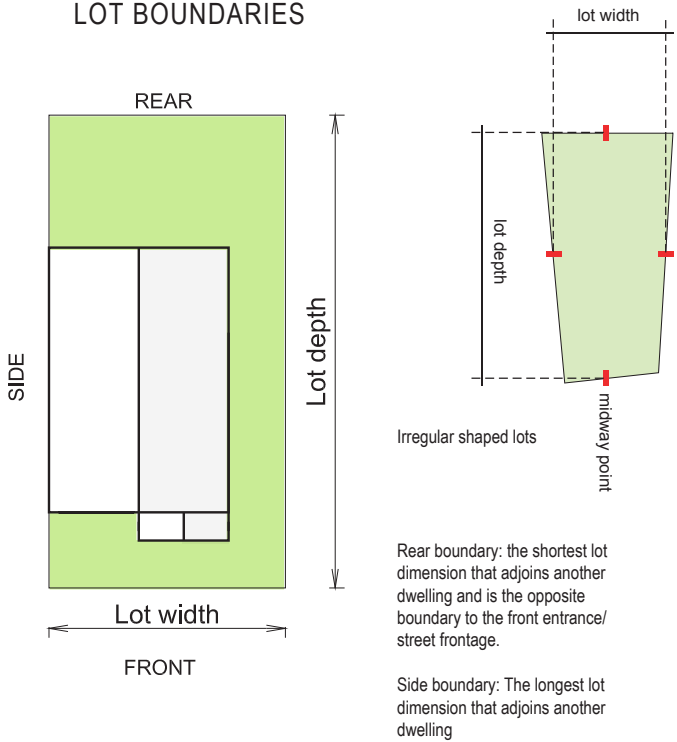 LOT BOUNDARIES
REAR
SIDE
Lot depth
Lot width
FRONT
lot width
lot depth
midway point
Irregular shaped lots
Rear boundary: the shortest lot
dimension that adjoins another
dwelling and is the opposite
boundary to the front entrance/
street frontage.
Side boundary: The longest lot
dimension that adjoins another
dwelling